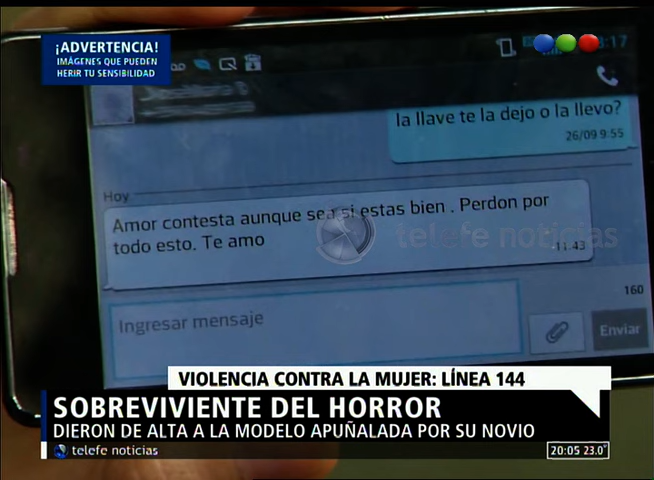 ¡ADVERTENCIA!
IMÁGENES QUE PUEDEN
HERIR TU SENSIBILIDAD
:17
la llave te la dejo o la llevo?
26/09 9:55
Hoy
Amor contesta aunque sea si estas bien . Perdon por
todo esto. Te amo
11:43
telefe noticias
160
Ingresar mensaje
Enviar
VIOLENCIA CONTRA LA MUJER: LÍNEA 144
SOBREVIVIENTE DEL HORROR
DIERON DE ALTA A LA MODELO APUÑALADA POR SU NOVIO
telefe noticias
20:05 23.0°